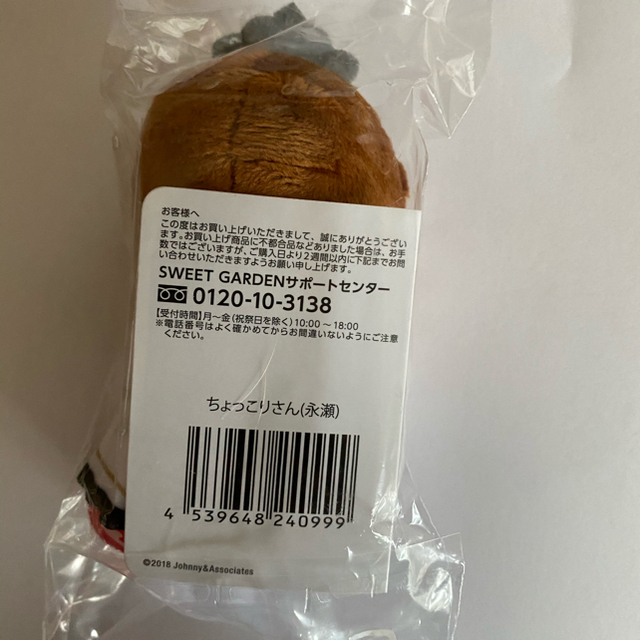 お客様へ
この度はお買い上げいただきまして、誠にありがとうござい
ます。お買い上げ商品に不都合品などありました場合は、お手
数ではございますが、ご購入日より2週間以内に下記までお問
い合わせいただきますようお願い申し上げます。
SWEET GARDENサポートセンター
0120-10-3138
【受付時間】月～金(祝祭日を除く)10:00～18:00
※電話番号はよく確かめてからお間違いないようにご注意
ください。
ちょっこりさん(永瀬)
4 539648 240999
©2018 Johnny&Associates